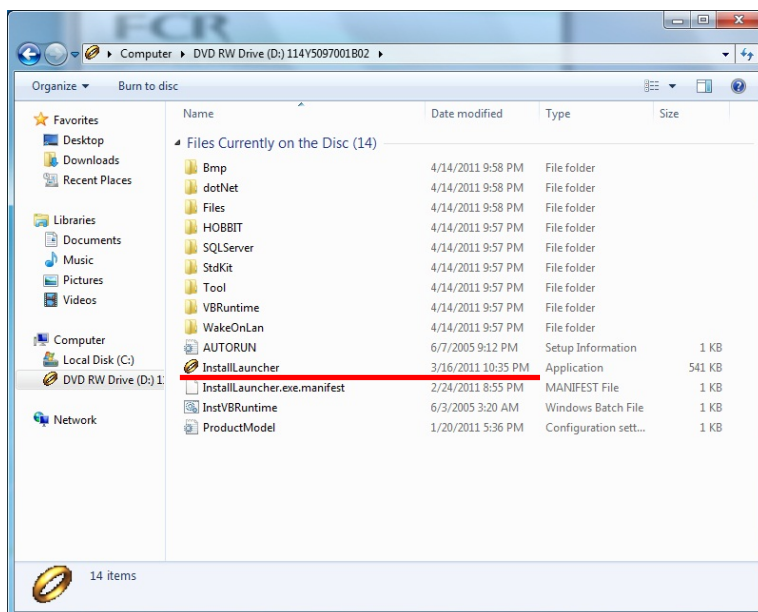 FCR
Computer ▸ DVD RW Drive (D:) 114Y5097001B02 ▸
Organize Burn to disc
Name Date modified Type Size
Favorites
Desktop
Downloads
Recent Places
Libraries
Documents
Music
Pictures
Videos
Computer
Local Disk (C:)
DVD RW Drive (D:) 1
Network
Files Currently on the Disc (14)
Bmp 4/14/2011 9:58 PM File folder
dotNet 4/14/2011 9:58 PM File folder
Files 4/14/2011 9:58 PM File folder
HOBBIT 4/14/2011 9:57 PM File folder
SQLServer 4/14/2011 9:57 PM File folder
StdKit 4/14/2011 9:57 PM File folder
Tool 4/14/2011 9:57 PM File folder
VBRuntime 4/14/2011 9:57 PM File folder
WakeOnLan 4/14/2011 9:57 PM File folder
AUTORUN 6/7/2005 9:12 PM Setup Information 1 KB
InstallLauncher 3/16/2011 10:35 PM Application 541 KB
InstallLauncher.exe.manifest 2/24/2011 8:55 PM MANIFEST File 1 KB
InstVBRuntime 6/3/2005 3:20 AM Windows Batch File 1 KB
ProductModel 1/20/2011 5:36 PM Configuration sett... 1 KB
14 items